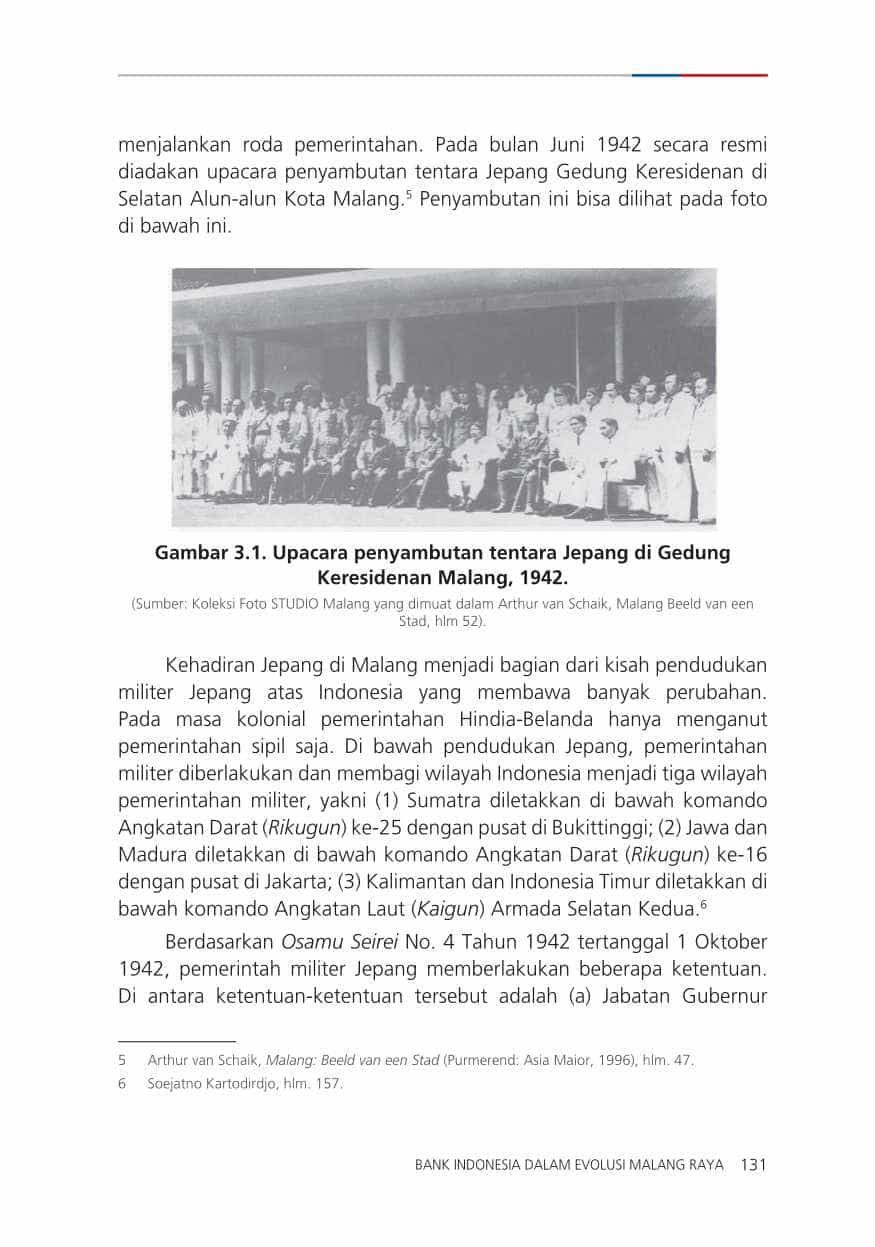 menjalankan roda pemerintahan. Pada bulan Juni 1942 secara resmi
diadakan upacara penyambutan tentara Jepang Gedung Keresidenan di
Selatan Alun-alun Kota Malang.⁵ Penyambutan ini bisa dilihat pada foto
di bawah ini.
Gambar 3.1. Upacara penyambutan tentara Jepang di Gedung
Keresidenan Malang, 1942.
(Sumber: Koleksi Foto STUDIO Malang yang dimuat dalam Arthur van Schaik, Malang Beeld van een
Stad, hlm 52).
Kehadiran Jepang di Malang menjadi bagian dari kisah pendudukan
militer Jepang atas Indonesia yang membawa banyak perubahan.
Pada masa kolonial pemerintahan Hindia-Belanda hanya menganut
pemerintahan sipil saja. Di bawah pendudukan Jepang, pemerintahan
militer diberlakukan dan membagi wilayah Indonesia menjadi tiga wilayah
pemerintahan militer, yakni (1) Sumatra diletakkan di bawah komando
Angkatan Darat (Rikugun) ke-25 dengan pusat di Bukittinggi; (2) Jawa dan
Madura diletakkan di bawah komando Angkatan Darat (Rikugun) ke-16
dengan pusat di Jakarta; (3) Kalimantan dan Indonesia Timur diletakkan di
bawah komando Angkatan Laut (Kaigun) Armada Selatan Kedua.⁶
Berdasarkan Osamu Seirei No. 4 Tahun 1942 tertanggal 1 Oktober
1942, pemerintah militer Jepang memberlakukan beberapa ketentuan.
Di antara ketentuan-ketentuan tersebut adalah (a) Jabatan Gubernur
5 Arthur van Schaik, Malang: Beeld van een Stad (Purmerend: Asia Maior, 1996), hlm. 47.
6 Soejatno Kartodirdjo, hlm. 157.
BANK INDONESIA DALAM EVOLUSI MALANG RAYA 131